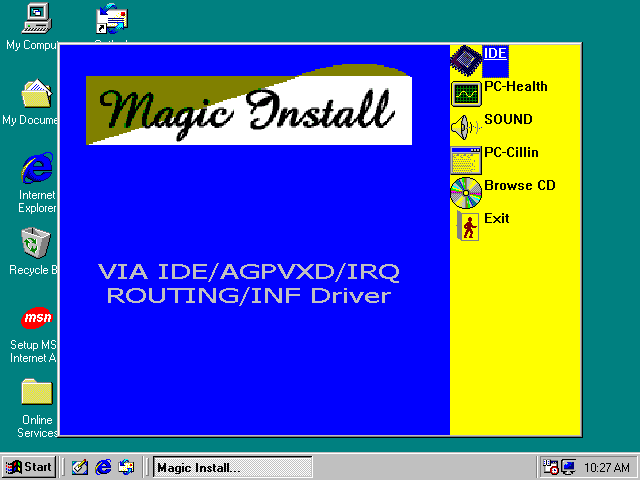 My Compu
Magic Install
IDE
PC-Health
SOUND
PC-Cillin
Browse CD
Exit
My Docume
Internet
Explorer
Recycle B
VIA IDE/AGPVXD/IRQ
ROUTING/INF Driver
msn
Setup MS
Internet A
Online
Services
Start
Magic Install...
10:27 AM